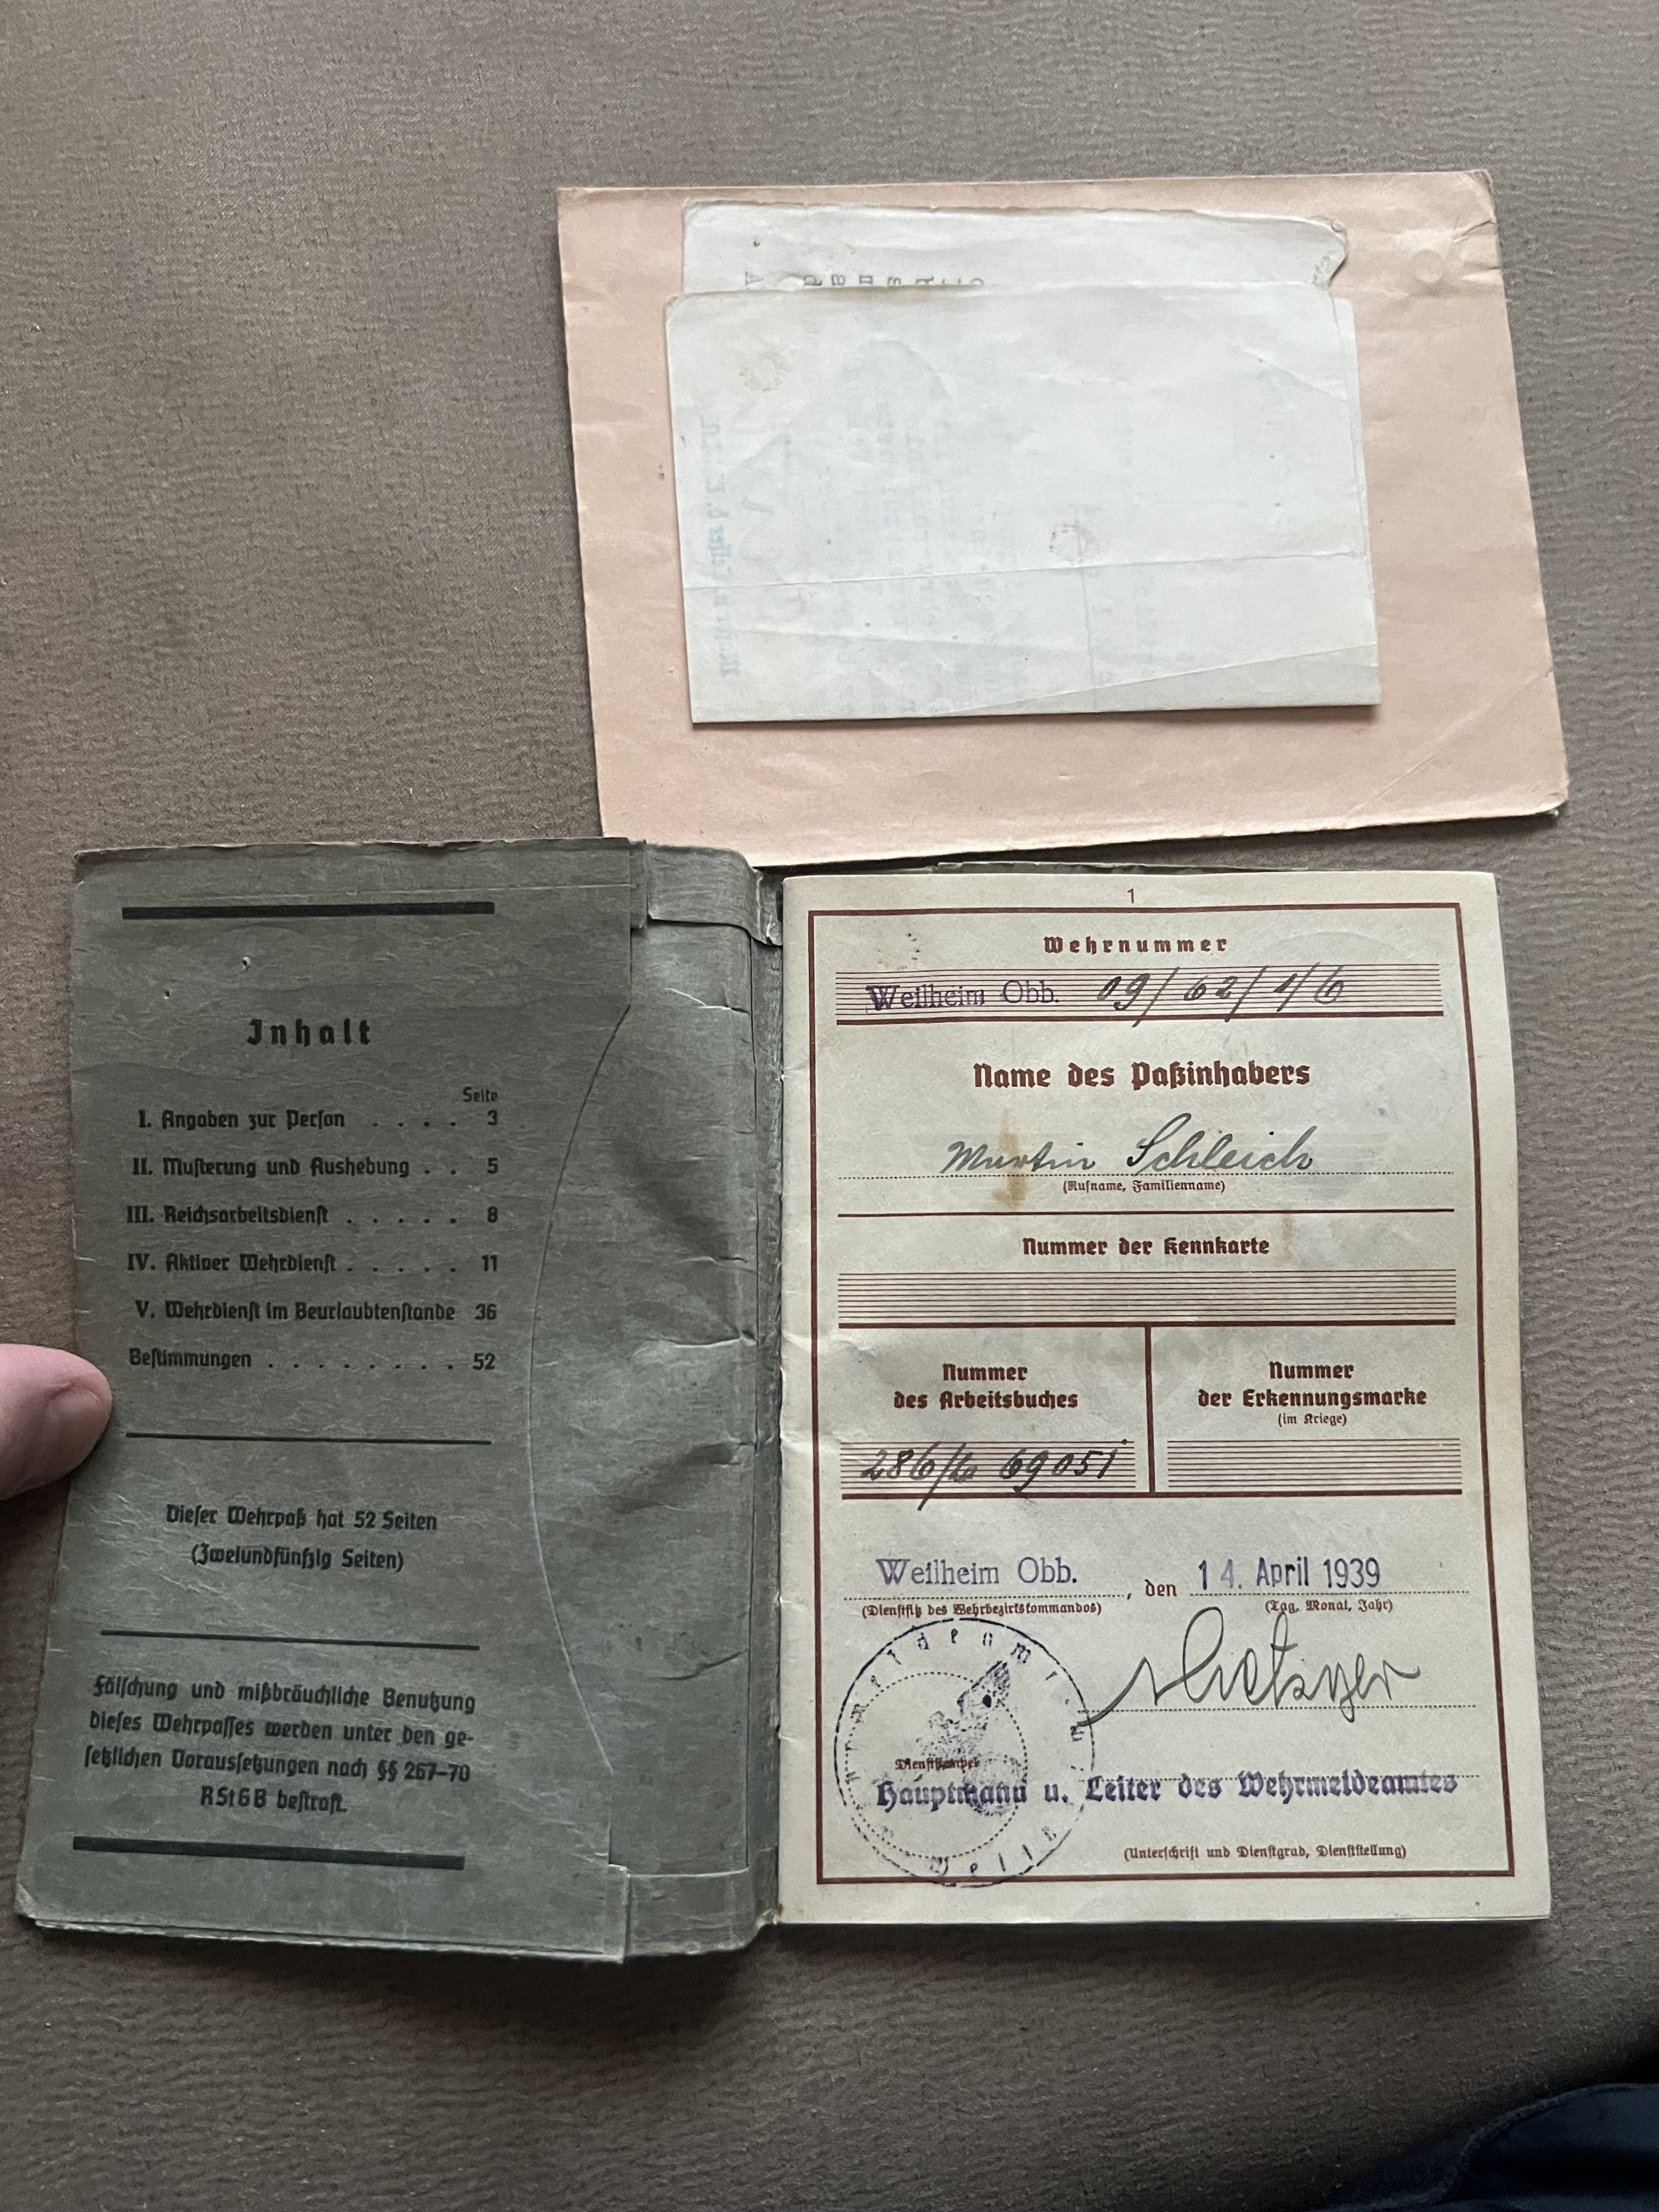 Inhalt
Seite
I. Angaben zur Person . . . . 3
II. Musterung und Aushebung . . 5
III. Reichsarbeitsdienst . . . . . 8
IV. Aktiver Wehrdienst . . . . . 11
V. Wehrdienst im Beurlaubtenstande 36
Bestimmungen . . . . . . . . 52
Dieser Wehrpaß hat 52 Seiten
(Zweiundfünfzig Seiten)
Fälschung und mißbräuchliche Benutzung
dieses Wehrpasses werden unter den ge-
setzlichen Voraussetzungen nach §§ 267–70
RStGB bestraft.
1
Wehrnummer
Weilheim Obb. 09/62/1/6
Name des Paßinhabers
Martin Schleich
(Rufname, Familienname)
Nummer der Kennkarte
Nummer
des Arbeitsbuches
286/ 69051
Nummer
der Erkennungsmarke
(im Kriege)
Weilheim Obb. , den 14. April 1939
(Dienstsitz des Wehrbezirkskommandos) (Tag, Monat, Jahr)
Metzger
Dienststempel
Hauptmann u. Leiter des Wehrmeldeamtes
(Unterschrift und Dienstgrad, Dienststellung)